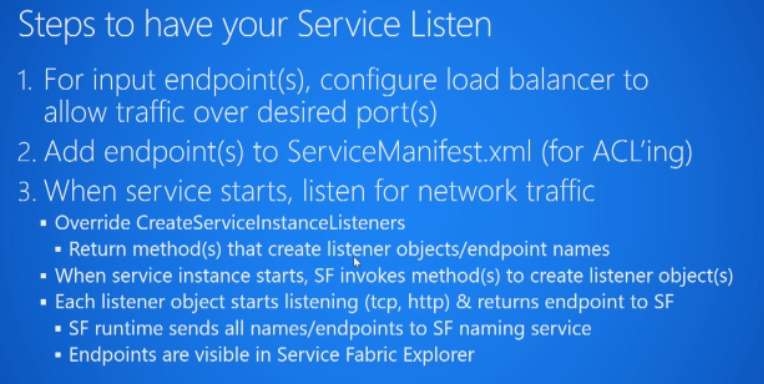 Steps to have your Service Listen
1. For input endpoint(s), configure load balancer to
allow traffic over desired port(s)
2. Add endpoint(s) to ServiceManifest.xml (for ACL'ing)
3. When service starts, listen for network traffic
▪ Override CreateServiceInstanceListeners
▪ Return method(s) that create listener objects/endpoint names
▪ When service instance starts, SF invokes method(s) to create listener object(s)
▪ Each listener object starts listening (tcp, http) & returns endpoint to SF
▪ SF runtime sends all names/endpoints to SF naming service
▪ Endpoints are visible in Service Fabric Explorer